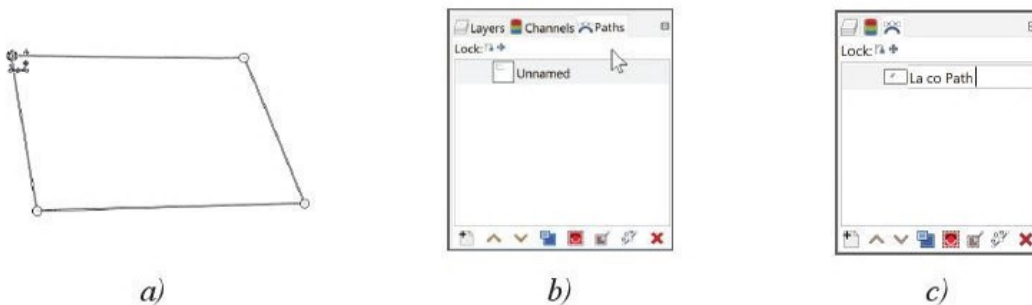 Layers Channels Paths
Lock:
Unnamed
Lock:
La co Path
a)
b)
c)